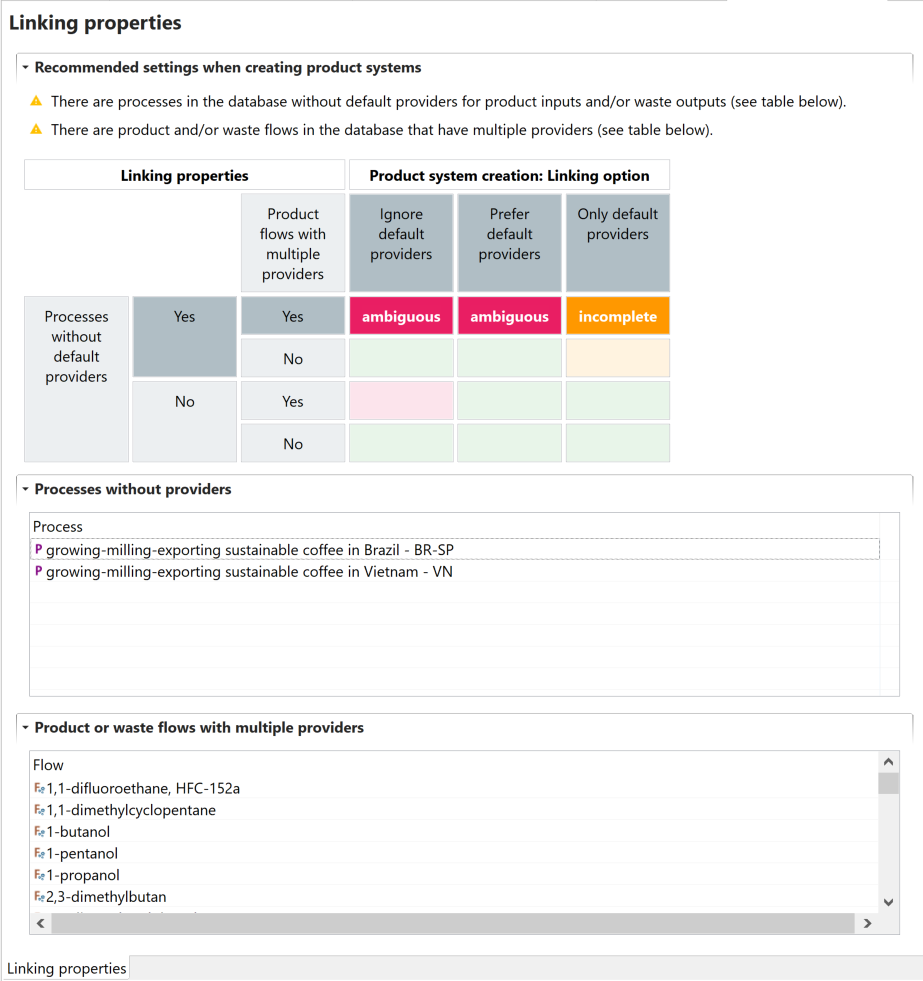 Linking properties
Recommended settings when creating product systems
There are processes in the database without default providers for product inputs and/or waste outputs (see table below).
There are product and/or waste flows in the database that have multiple providers (see table below).
Linking properties
Product system creation: Linking option
Product
flows with
multiple
providers
Ignore
default
providers
Prefer
default
providers
Only default
providers
Processes
without
default
providers
Yes
Yes
ambiguous
ambiguous
incomplete
No
No
Yes
No
Processes without providers
Process
P growing-milling-exporting sustainable coffee in Brazil - BR-SP
P growing-milling-exporting sustainable coffee in Vietnam - VN
Product or waste flows with multiple providers
Flow
1,1-difluoroethane, HFC-152a
1,1-dimethylcyclopentane
1-butanol
1-pentanol
1-propanol
2,3-dimethylbutan
Linking properties